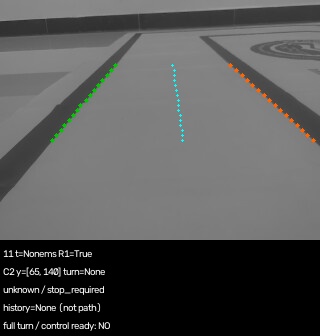 11 t=Nonems R1=True
C2 y=[65, 140] turn=None
unknown / stop_required
history=None (not path)
full turn / control ready: NO